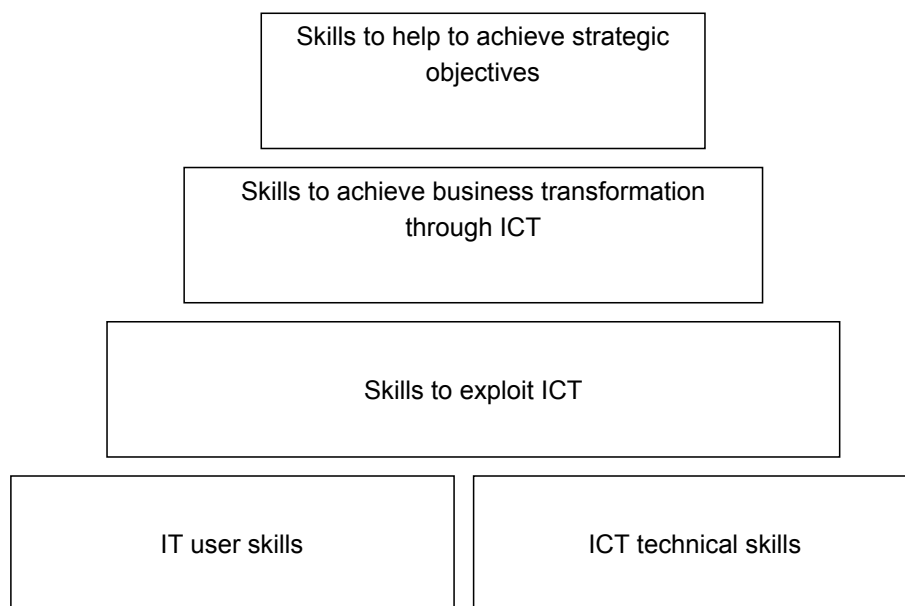 Skills to help to achieve strategic
objectives
Skills to achieve business transformation
through ICT
Skills to exploit ICT
IT user skills
ICT technical skills